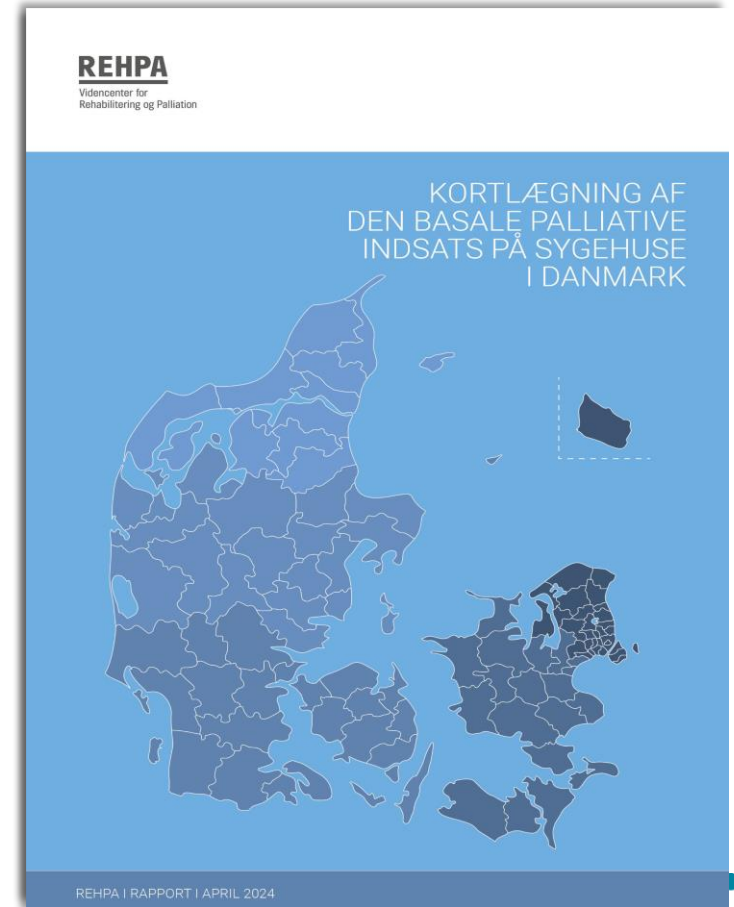 REHPA
Videncenter for
Rehabilitering og Palliation
KORTLÆGNING AF
DEN BASALE PALLIATIVE
INDSATS PÅ SYGEHUSE
I DANMARK
REHPA I RAPPORT I APRIL 2024